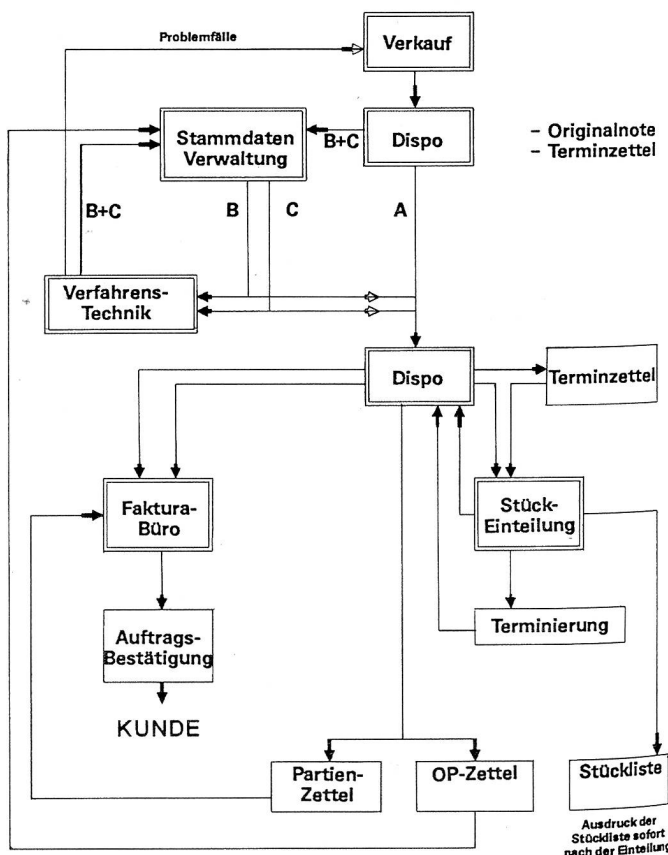 Problemfälle
Verkauf
Stammdaten
Verwaltung
B+C
Dispo
– Originalnote
– Terminzettel
B+C
B
C
A
Verfahrens-
Technik
Dispo
Terminzettel
Faktura-
Büro
Stück-
Einteilung
Auftrags-
Bestätigung
Terminierung
KUNDE
Partien-
Zettel
OP-Zettel
Stückliste
Ausdruck der
Stückliste sofort
nach der Einteilung